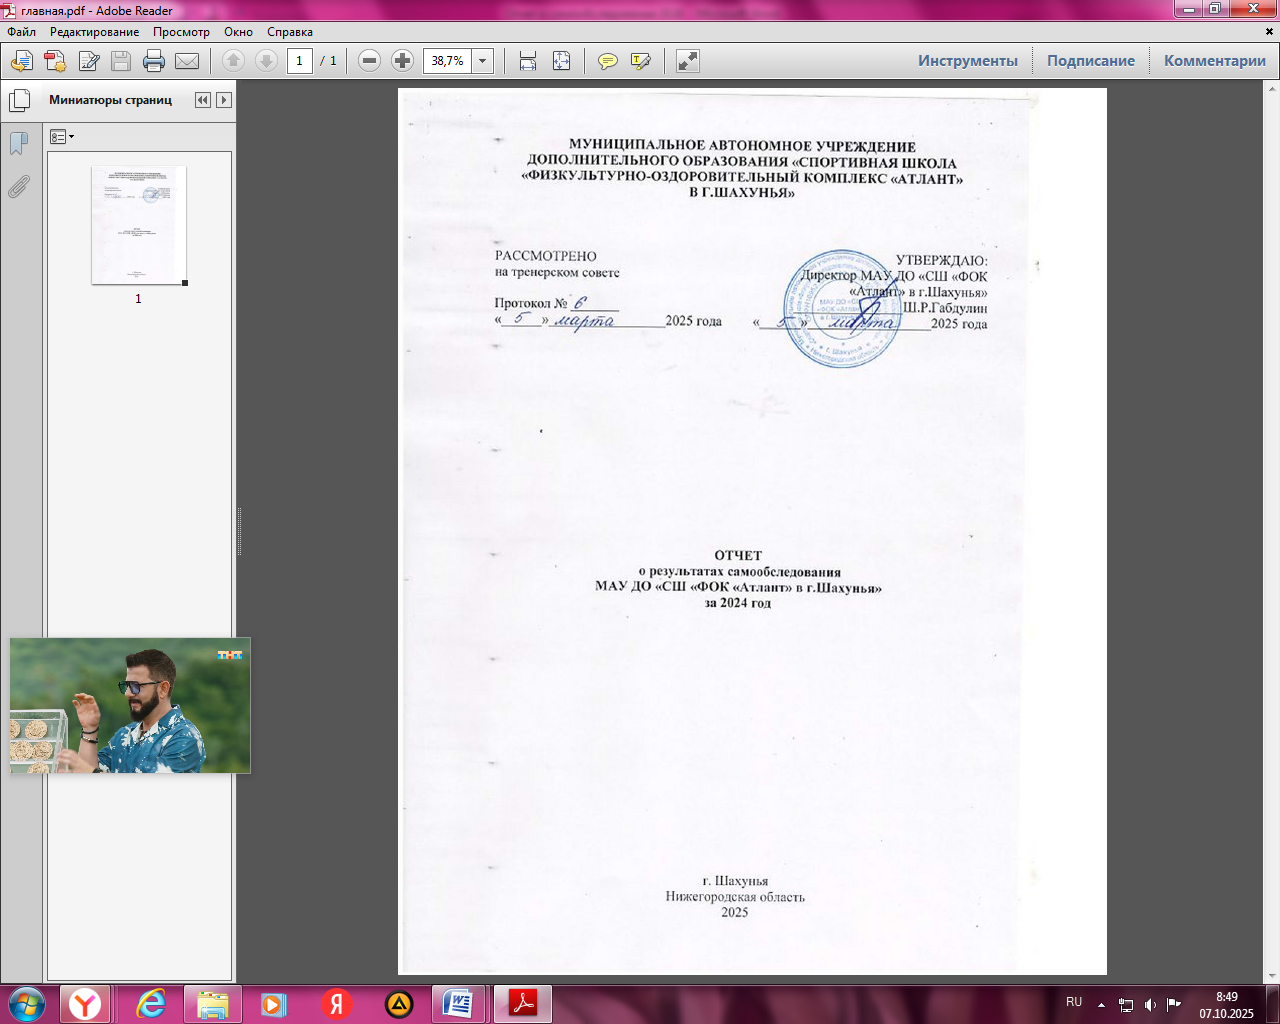 главная.pdf - Adobe Reader
Файл Редактирование Просмотр Окно Справка
1 / 1 38,7% Инструменты Подписание Комментарии
Миниатюры страниц
1
МУНИЦИПАЛЬНОЕ АВТОНОМНОЕ УЧРЕЖДЕНИЕ
ДОПОЛНИТЕЛЬНОГО ОБРАЗОВАНИЯ «СПОРТИВНАЯ ШКОЛА
«ФИЗКУЛЬТУРНО-ОЗДОРОВИТЕЛЬНЫЙ КОМПЛЕКС «АТЛАНТ»
В Г.ШАХУНЬЯ»
РАССМОТРЕНО
на тренерском совете
Протокол № 6
« 5 » марта 2025 года
УТВЕРЖДАЮ:
Директор МАУ ДО «СШ «ФОК
«Атлант» в г.Шахунья»
Ш.Р.Габдулин
« 5 » марта 2025 года
ОТЧЕТ
о результатах самообследования
МАУ ДО «СШ «ФОК «Атлант» в г.Шахунья»
за 2024 год
г. Шахунья
Нижегородская область
2025
ТНТ
RU
8:49
07.10.2025